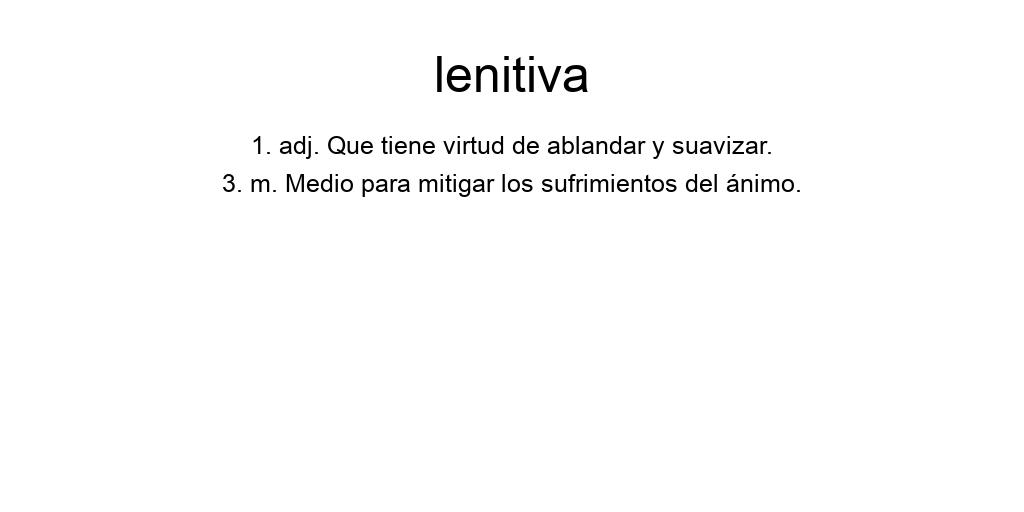 lenitiva
1. adj. Que tiene virtud de ablandar y suavizar.
3. m. Medio para mitigar los sufrimientos del ánimo.